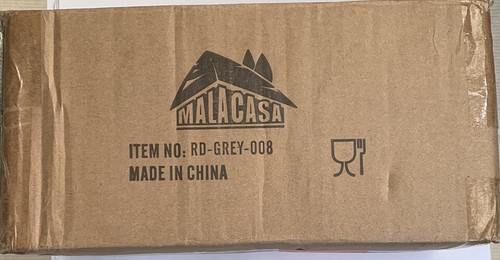 MALACASA
ITEM NO: RD-GREY-008
MADE IN CHINA